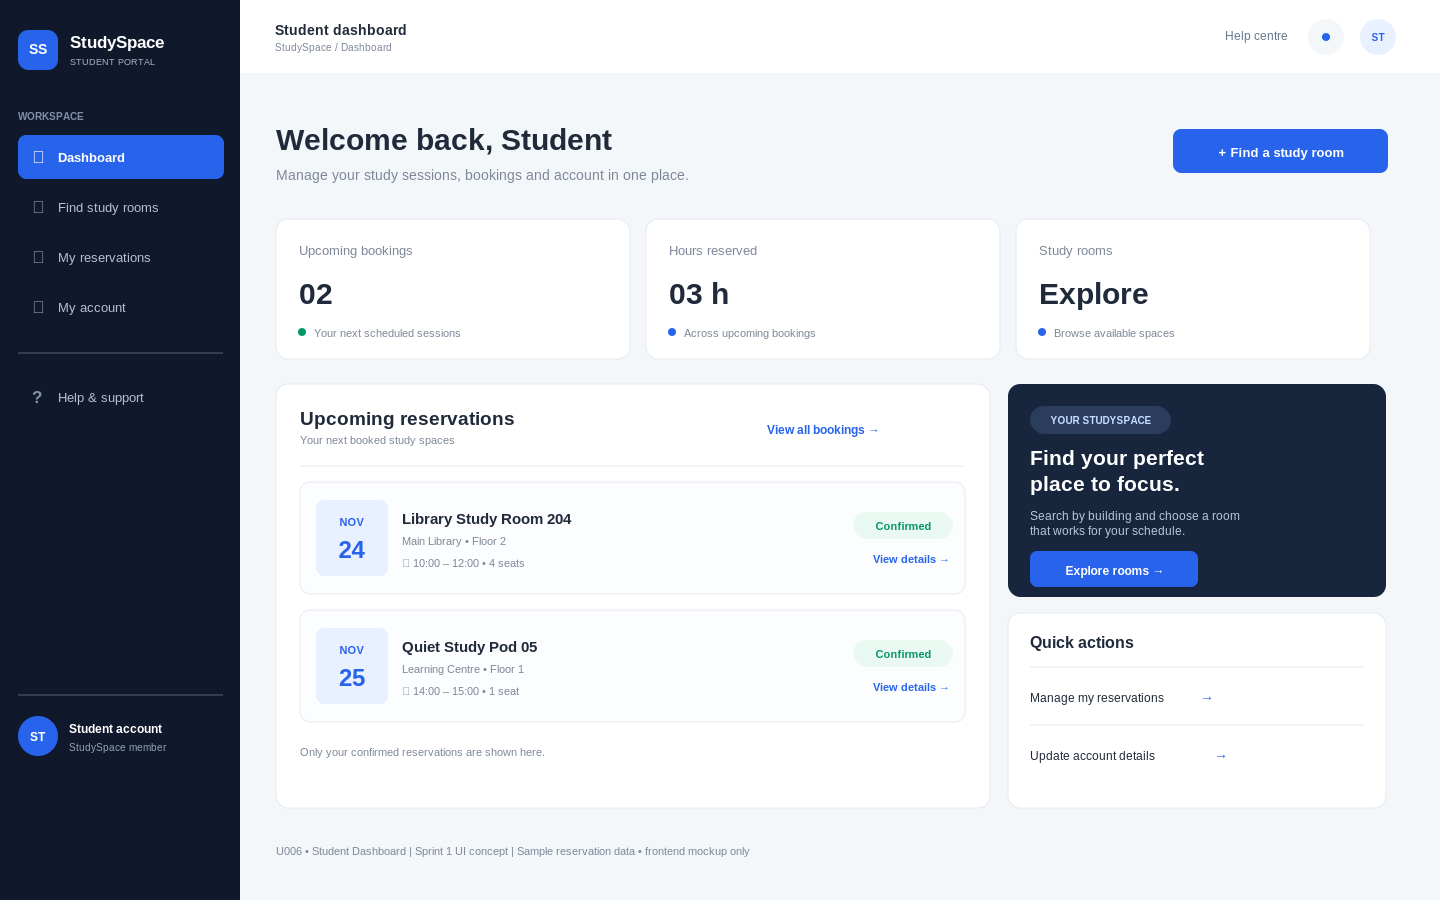 SS
StudySpace
STUDENT PORTAL
WORKSPACE
Dashboard
Find study rooms
My reservations
My account
? Help & support
ST
Student account
StudySpace member
Student dashboard
StudySpace / Dashboard
Help centre
ST
Welcome back, Student
Manage your study sessions, bookings and account in one place.
+ Find a study room
Upcoming bookings
02
Your next scheduled sessions
Hours reserved
03 h
Across upcoming bookings
Study rooms
Explore
Browse available spaces
Upcoming reservations
Your next booked study spaces
View all bookings →
NOV
24
Library Study Room 204
Main Library • Floor 2
10:00 – 12:00 • 4 seats
Confirmed
View details →
NOV
25
Quiet Study Pod 05
Learning Centre • Floor 1
14:00 – 15:00 • 1 seat
Confirmed
View details →
Only your confirmed reservations are shown here.
YOUR STUDYSPACE
Find your perfect
place to focus.
Search by building and choose a room
that works for your schedule.
Explore rooms →
Quick actions
Manage my reservations →
Update account details →
U006 • Student Dashboard | Sprint 1 UI concept | Sample reservation data • frontend mockup only